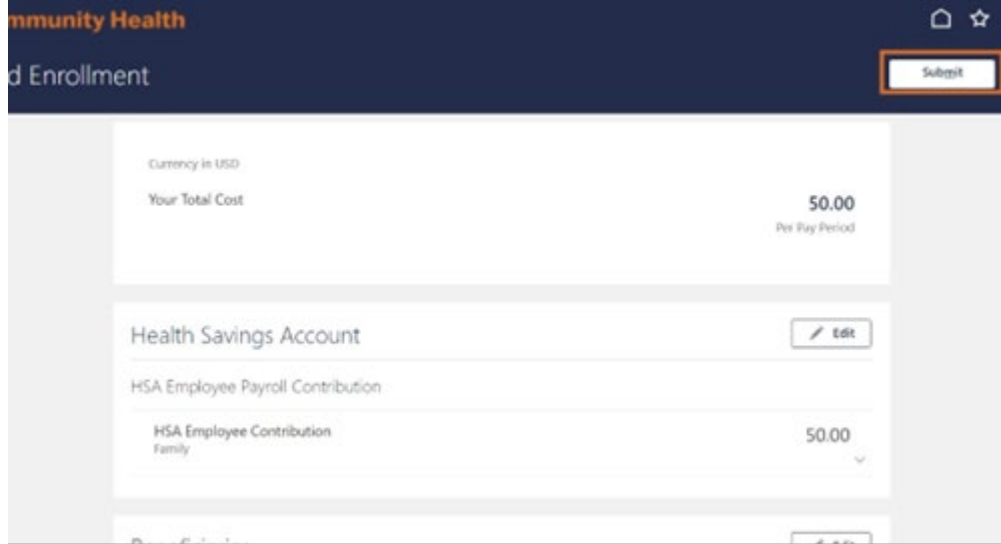 mmunity Health
d Enrollment
Submit
Currency in USD
Your Total Cost
50.00
Per Pay Period
Health Savings Account
Edit
HSA Employee Payroll Contribution
HSA Employee Contribution
Family
50.00